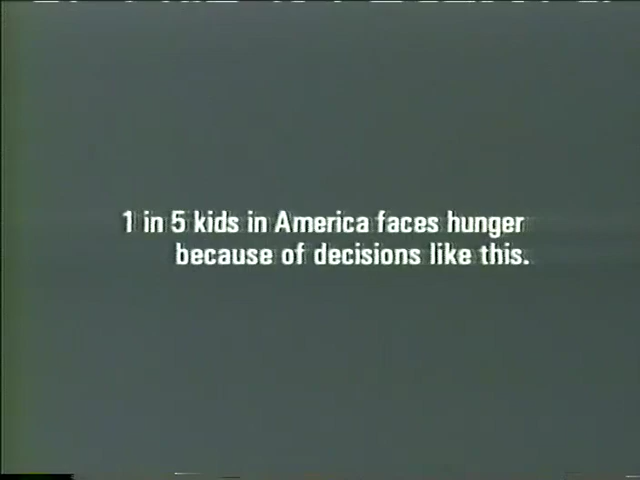 1 in 5 kids in America faces hunger
because of decisions like this.